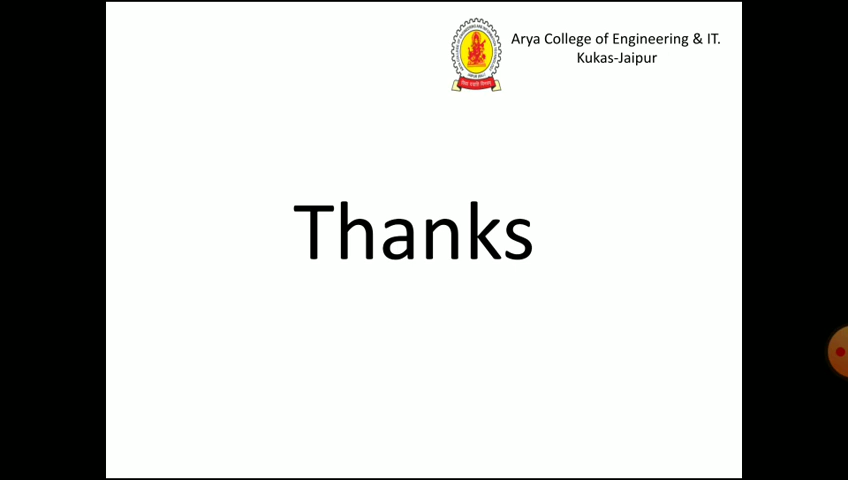 Arya College of Engineering & IT.
Kukas-Jaipur
Thanks